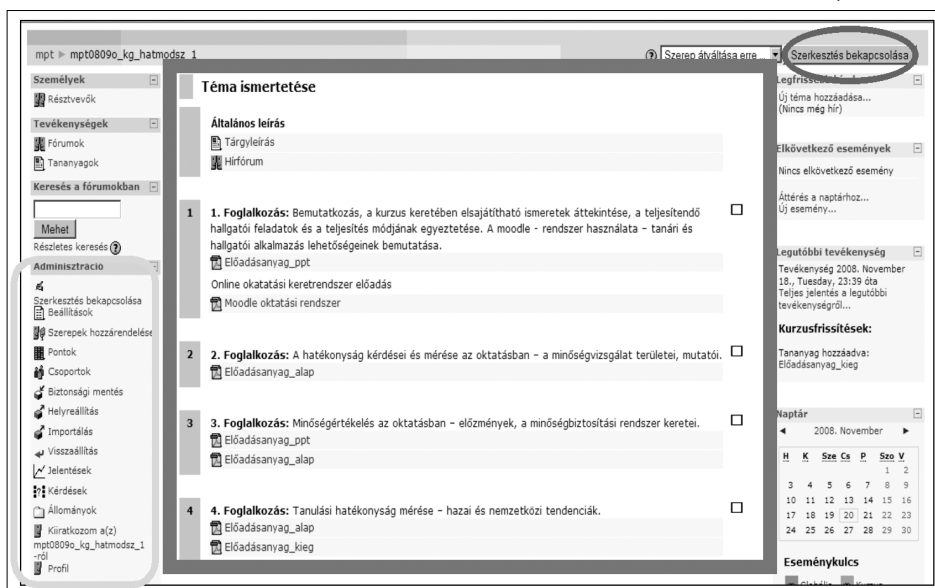 mpt ► mpt0809o_kg_hatmodsz_1
Szerep átváltása erre ...
Szerkesztés bekapcsolása
Személyek
Résztvevők
Tevékenységek
Fórumok
Tananyagok
Keresés a fórumokban
Mehet
Részletes keresés
Adminisztráció
Szerkesztés bekapcsolása
Beállítások
Szerepek hozzárendelése
Pontok
Csoportok
Biztonsági mentés
Helyreállítás
Importálás
Visszaállítás
Jelentések
Kérdések
Állományok
Kiiratkozom a(z)
mpt0809o_kg_hatmodsz_1
-ról
Profil
Téma ismertetése
Általános leírás
Tárgyleírás
Hírfórum
1
1. Foglalkozás: Bemutatkozás, a kurzus keretében elsajátítható ismeretek áttekintése, a teljesítendő
hallgatói feladatok és a teljesítés módjának egyeztetése. A moodle - rendszer használata – tanári és
hallgatói alkalmazás lehetőségeinek bemutatása.
Előadásanyag_ppt
Online okatatási keretrendszer előadás
Moodle oktatási rendszer
2
2. Foglalkozás: A hatékonyság kérdései és mérése az oktatásban – a minőségvizsgálat területei, mutatói.
Előadásanyag_alap
3
3. Foglalkozás: Minőségértékelés az oktatásban – előzmények, a minőségbiztosítási rendszer keretei.
Előadásanyag_ppt
Előadásanyag_alap
4
4. Foglalkozás: Tanulási hatékonyság mérése – hazai és nemzetközi tendenciák.
Előadásanyag_alap
Előadásanyag_kieg
Új téma hozzáadása...
(Nincs még hír)
Elkövetkező események
Nincs elkövetkező esemény
Áttérés a naptárhoz...
Új esemény...
Legutóbbi tevékenység
Tevékenység 2008. November
18., Tuesday, 23:39 óta
Teljes jelentés a legutóbbi
tevékenységről...
Kurzusfrissítések:
Tananyag hozzáadva:
Előadásanyag_kieg
Naptár
◄ 2008. November ►
H K Sze Cs P Szo V
1 2
3 4 5 6 7 8 9
10 11 12 13 14 15 16
17 18 19 20 21 22 23
24 25 26 27 28 29 30
Eseménykulcs